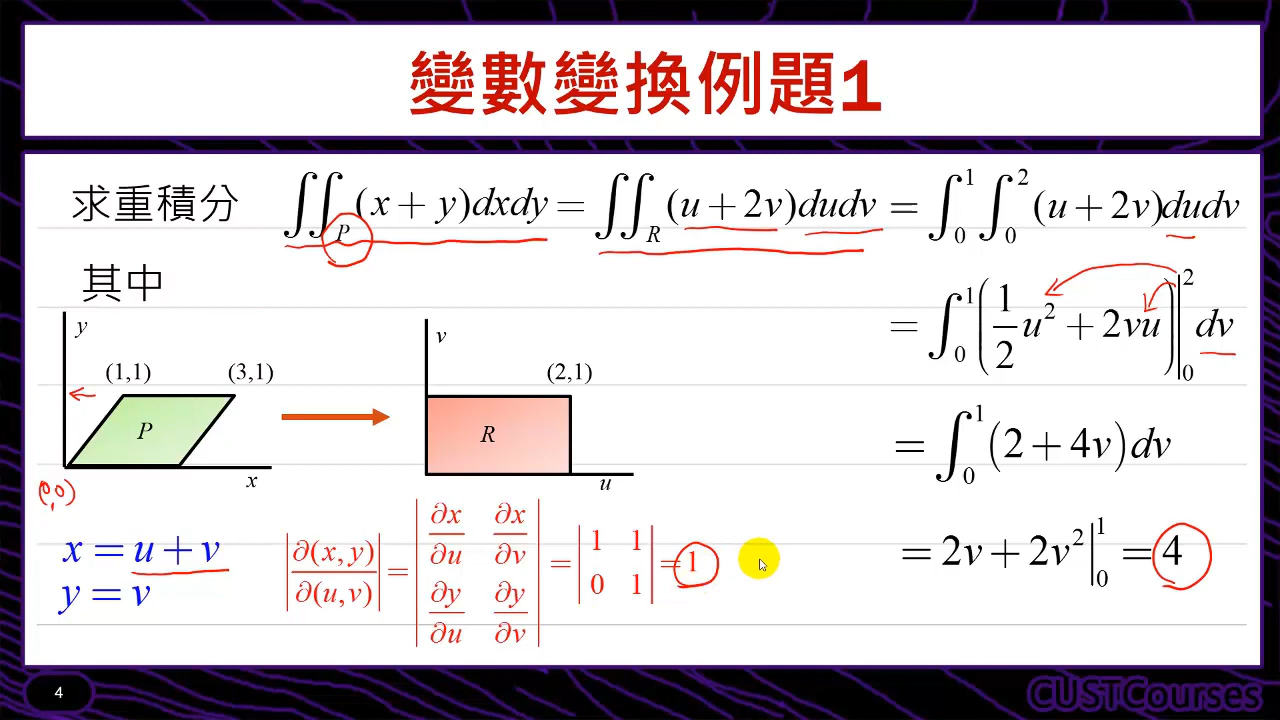 變數變換例題1
求重積分 ∬_P (x + y)dxdy = ∬_R (u + 2v)dudv = ∫_0^1 ∫_0^2 (u + 2v)dudv
其中
= ∫_0^1 (1/2 u² + 2vu)|_0^2 dv
y
(1,1)
(3,1)
P
x
(0,0)
v
(2,1)
R
u
= ∫_0^1 (2 + 4v)dv
x = u + v
y = v
|∂(x, y)/∂(u, v)| = |∂x/∂u ∂x/∂v ∂y/∂u ∂y/∂v| = |1 1 0 1| = 1
= 2v + 2v²|_0^1 = 4
4
CUSTCourses